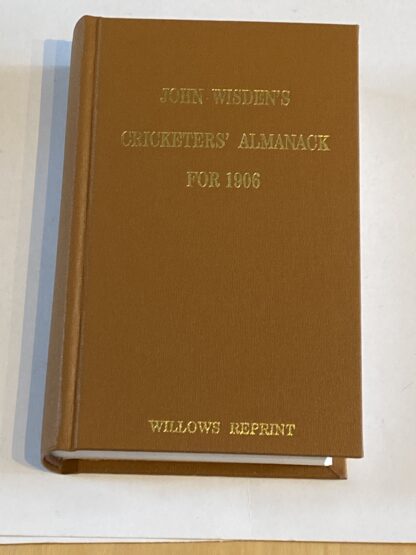 JOHN WISDEN'S
CRICKETERS' ALMANACK
FOR 1906
WILLOWS REPRINT